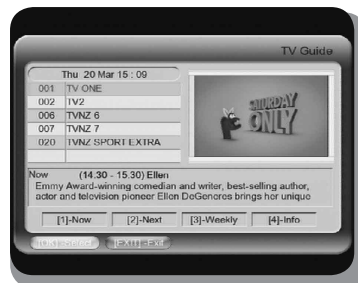 TV Guide
Thu 20 Mar 15 : 09
001 TV ONE
002 TV2
006 TVNZ 6
007 TVNZ 7
020 TVNZ SPORT EXTRA
SATURDAY
ONLY
Now (14.30 - 15.30) Ellen
Emmy Award-winning comedian and writer, best-selling author,
actor and television pioneer Ellen DeGeneres brings her unique
[1]-Now [2]-Next [3]-Weekly [4]-Info
[OK]-Select [EXIT]-Exit